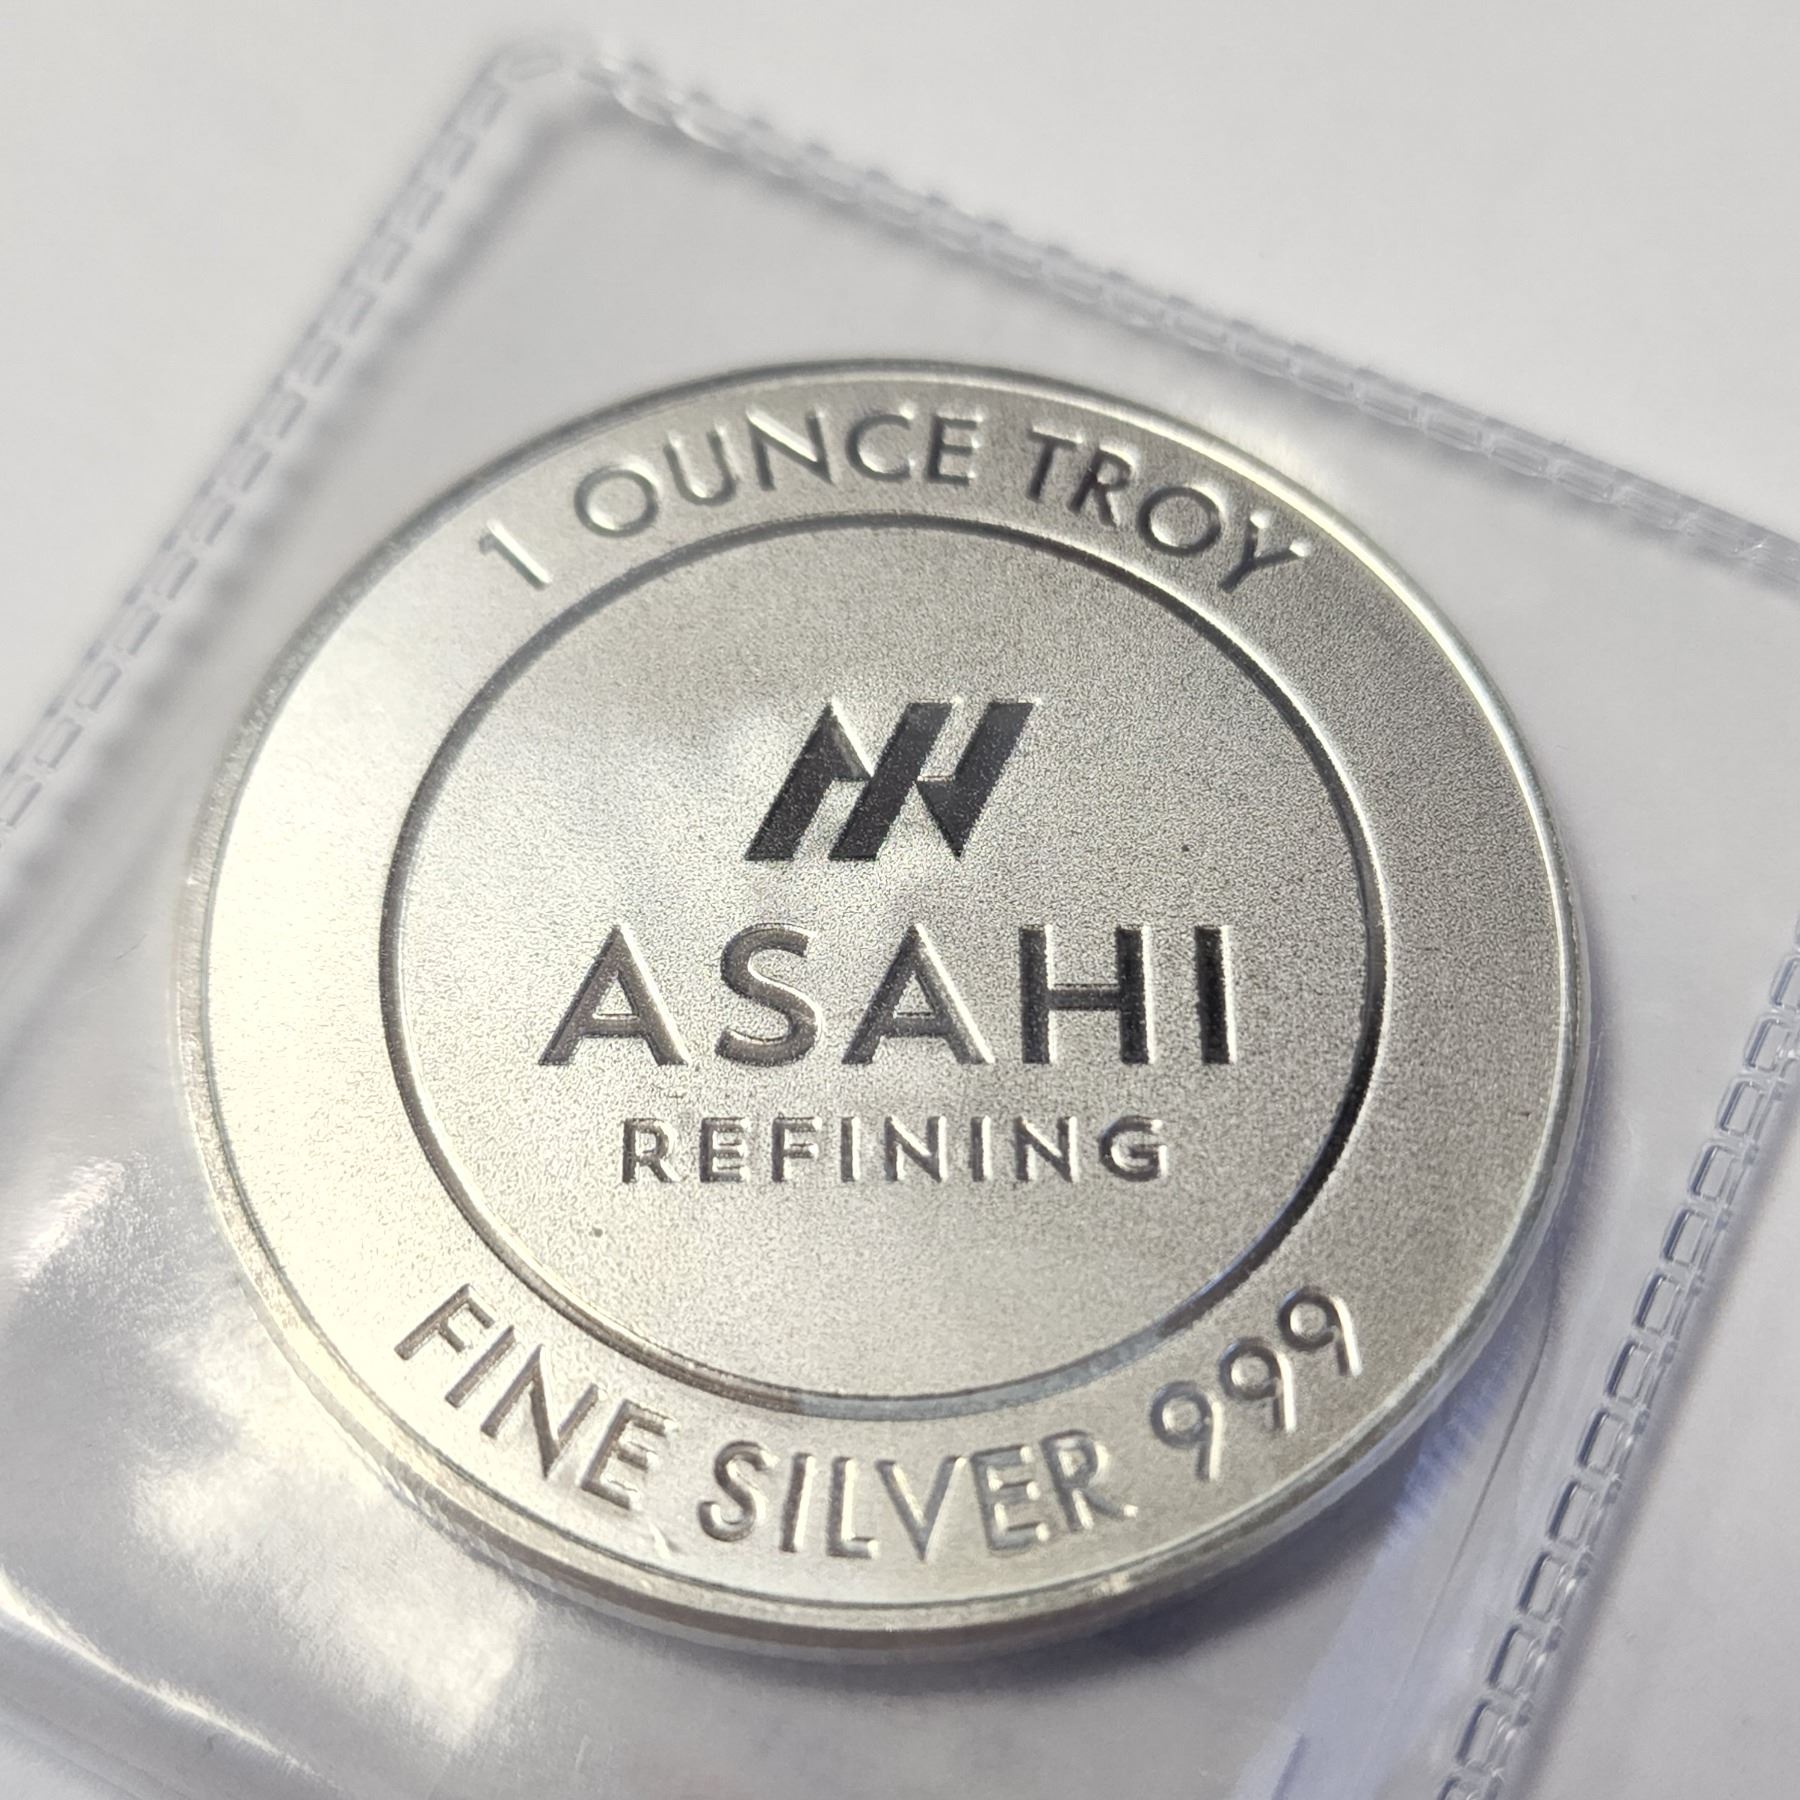 1 OUNCE TROY
ASAHI
REFINING
FINE SILVER 999